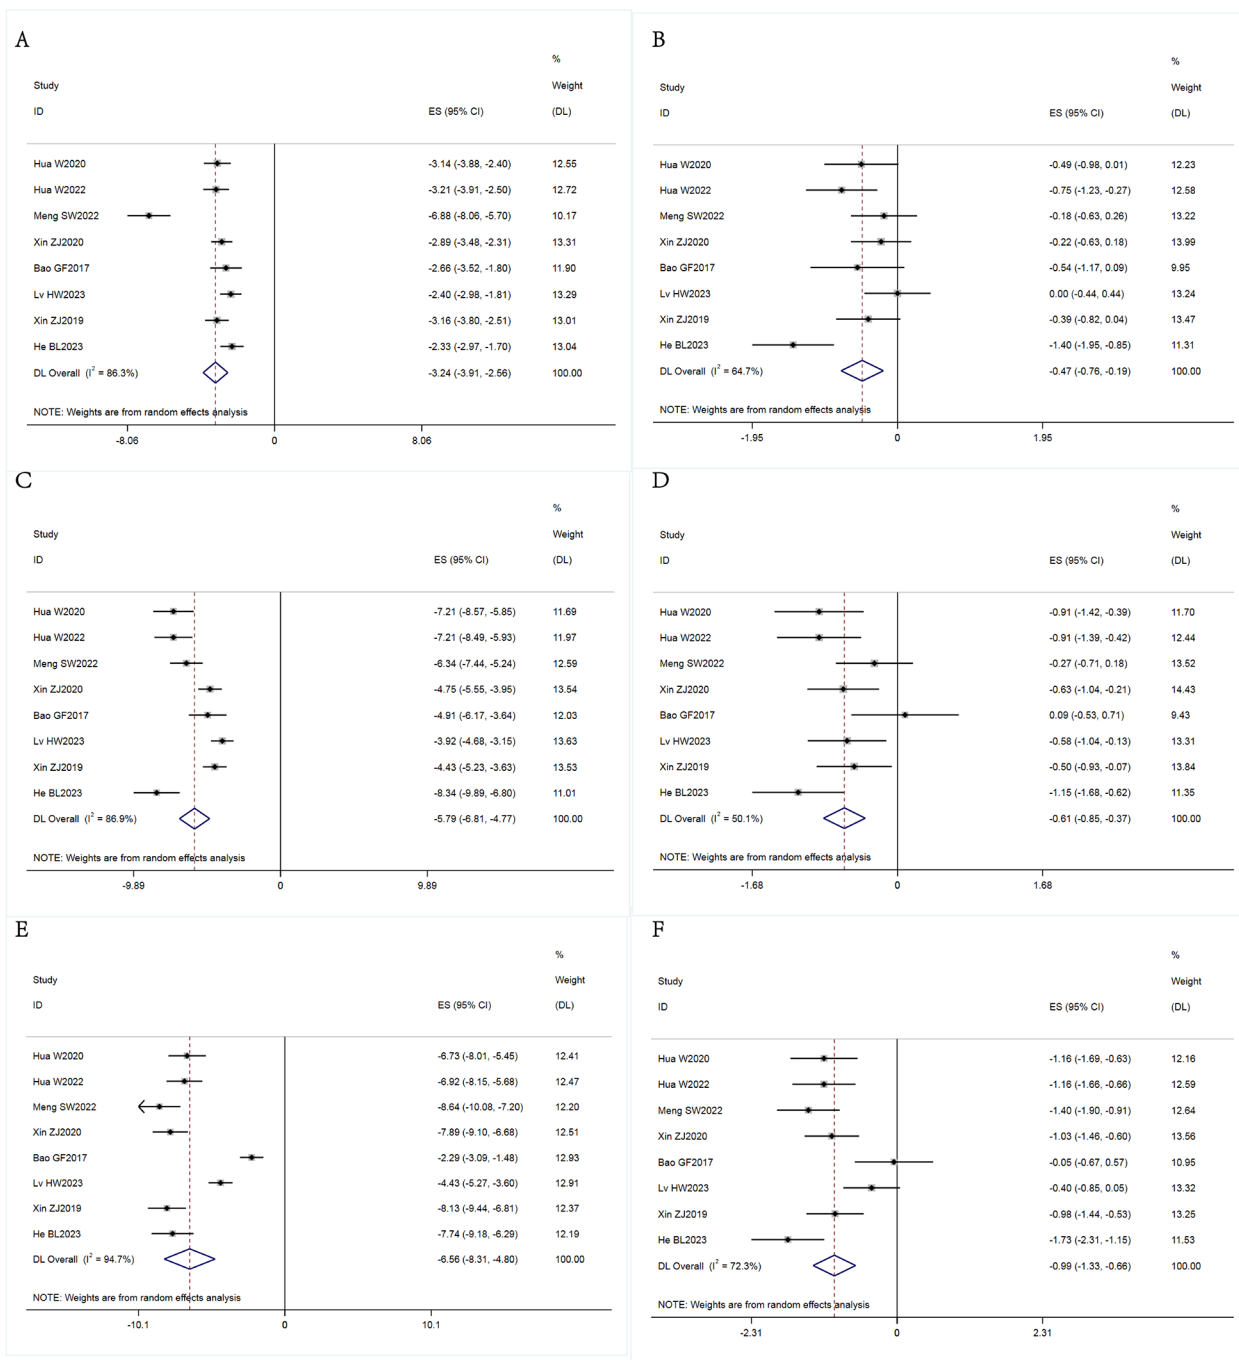 A
%
Study Weight
ID ES (95% CI) (DL)
Hua W2020 -3.14 (-3.88, -2.40) 12.55
Hua W2022 -3.21 (-3.91, -2.50) 12.72
Meng SW2022 -6.88 (-8.06, -5.70) 10.17
Xin ZJ2020 -2.89 (-3.48, -2.31) 13.31
Bao GF2017 -2.66 (-3.52, -1.80) 11.90
Lv HW2023 -2.40 (-2.98, -1.81) 13.29
Xin ZJ2019 -3.16 (-3.80, -2.51) 13.01
He BL2023 -2.33 (-2.97, -1.70) 13.04
DL Overall (I² = 86.3%) -3.24 (-3.91, -2.56) 100.00
NOTE: Weights are from random effects analysis
-8.06 0 8.06
B
%
Study Weight
ID ES (95% CI) (DL)
Hua W2020 -0.49 (-0.98, 0.01) 12.23
Hua W2022 -0.75 (-1.23, -0.27) 12.58
Meng SW2022 -0.18 (-0.63, 0.26) 13.22
Xin ZJ2020 -0.22 (-0.63, 0.18) 13.99
Bao GF2017 -0.54 (-1.17, 0.09) 9.95
Lv HW2023 0.00 (-0.44, 0.44) 13.24
Xin ZJ2019 -0.39 (-0.82, 0.04) 13.47
He BL2023 -1.40 (-1.95, -0.85) 11.31
DL Overall (I² = 64.7%) -0.47 (-0.76, -0.19) 100.00
NOTE: Weights are from random effects analysis
-1.95 0 1.95
C
%
Study Weight
ID ES (95% CI) (DL)
Hua W2020 -7.21 (-8.57, -5.85) 11.69
Hua W2022 -7.21 (-8.49, -5.93) 11.97
Meng SW2022 -6.34 (-7.44, -5.24) 12.59
Xin ZJ2020 -4.75 (-5.55, -3.95) 13.54
Bao GF2017 -4.91 (-6.17, -3.64) 12.03
Lv HW2023 -3.92 (-4.68, -3.15) 13.63
Xin ZJ2019 -4.43 (-5.23, -3.63) 13.53
He BL2023 -8.34 (-9.89, -6.80) 11.01
DL Overall (I² = 86.9%) -5.79 (-6.81, -4.77) 100.00
NOTE: Weights are from random effects analysis
-9.89 0 9.89
D
%
Study Weight
ID ES (95% CI) (DL)
Hua W2020 -0.91 (-1.42, -0.39) 11.70
Hua W2022 -0.91 (-1.39, -0.42) 12.44
Meng SW2022 -0.27 (-0.71, 0.18) 13.52
Xin ZJ2020 -0.63 (-1.04, -0.21) 14.43
Bao GF2017 0.09 (-0.53, 0.71) 9.43
Lv HW2023 -0.58 (-1.04, -0.13) 13.31
Xin ZJ2019 -0.50 (-0.93, -0.07) 13.84
He BL2023 -1.15 (-1.68, -0.62) 11.35
DL Overall (I² = 50.1%) -0.61 (-0.85, -0.37) 100.00
NOTE: Weights are from random effects analysis
-1.68 0 1.68
E
%
Study Weight
ID ES (95% CI) (DL)
Hua W2020 -6.73 (-8.01, -5.45) 12.41
Hua W2022 -6.92 (-8.15, -5.68) 12.47
Meng SW2022 -8.64 (-10.08, -7.20) 12.20
Xin ZJ2020 -7.89 (-9.10, -6.68) 12.51
Bao GF2017 -2.29 (-3.09, -1.48) 12.93
Lv HW2023 -4.43 (-5.27, -3.60) 12.91
Xin ZJ2019 -8.13 (-9.44, -6.81) 12.37
He BL2023 -7.74 (-9.18, -6.29) 12.19
DL Overall (I² = 94.7%) -6.56 (-8.31, -4.80) 100.00
NOTE: Weights are from random effects analysis
-10.1 0 10.1
F
%
Study Weight
ID ES (95% CI) (DL)
Hua W2020 -1.16 (-1.69, -0.63) 12.16
Hua W2022 -1.16 (-1.66, -0.66) 12.59
Meng SW2022 -1.40 (-1.90, -0.91) 12.64
Xin ZJ2020 -1.03 (-1.46, -0.60) 13.56
Bao GF2017 -0.05 (-0.67, 0.57) 10.95
Lv HW2023 -0.40 (-0.85, 0.05) 13.32
Xin ZJ2019 -0.98 (-1.44, -0.53) 13.25
He BL2023 -1.73 (-2.31, -1.15) 11.53
DL Overall (I² = 72.3%) -0.99 (-1.33, -0.66) 100.00
NOTE: Weights are from random effects analysis
-2.31 0 2.31